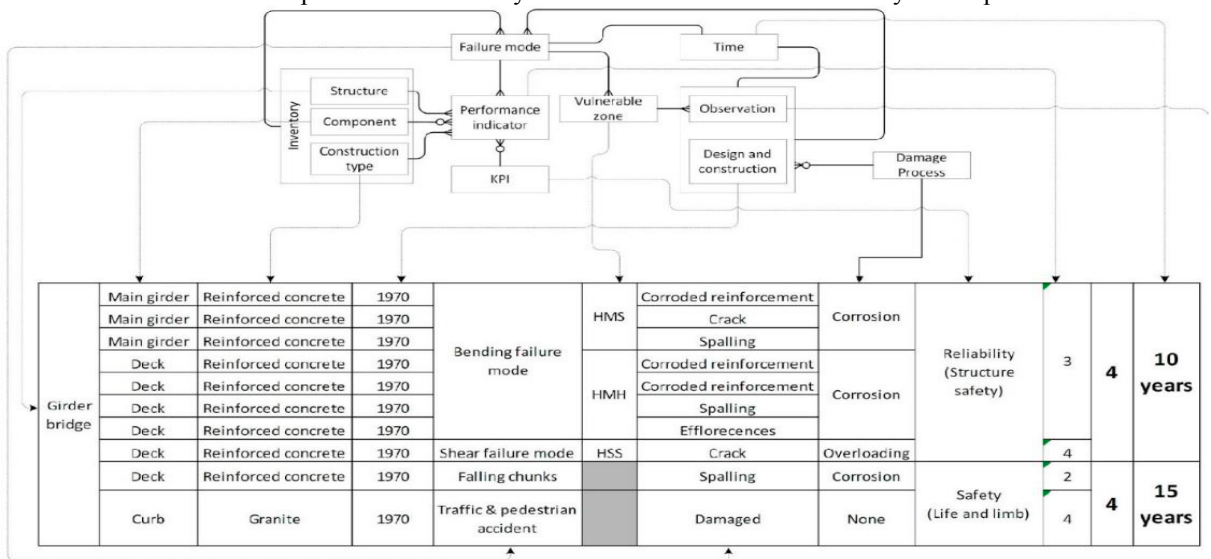 Failure mode
Time
Inventory
Structure
Component
Construction
type
Performance
indicator
KPI
Vulnerable
zone
Observation
Design and
construction
Damage
Process
Girder
bridge
Main girder Reinforced concrete 1970
Main girder Reinforced concrete 1970
Main girder Reinforced concrete 1970
Deck Reinforced concrete 1970
Deck Reinforced concrete 1970
Deck Reinforced concrete 1970
Deck Reinforced concrete 1970
Deck Reinforced concrete 1970
Deck Reinforced concrete 1970
Curb Granite 1970
Bending failure
mode
Shear failure mode
Falling chunks
Traffic & pedestrian
accident
HMS
HMH
HSS
Corroded reinforcement
Crack
Spalling
Corroded reinforcement
Corroded reinforcement
Spalling
Efflorecences
Crack
Spalling
Damaged
Corrosion
Corrosion
Overloading
Corrosion
None
Reliability
(Structure
safety)
Safety
(Life and limb)
3
4
2
4
4
4
10
years
15
years